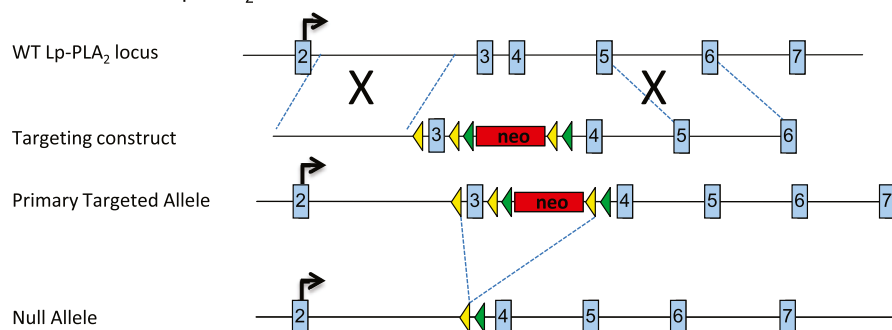 WT Lp-PLA₂ locus 2 3 4 5 6 7
X X
Targeting construct 3 neo 4 5 6
Primary Targeted Allele 2 3 neo 4 5 6 7
Null Allele 2 4 5 6 7